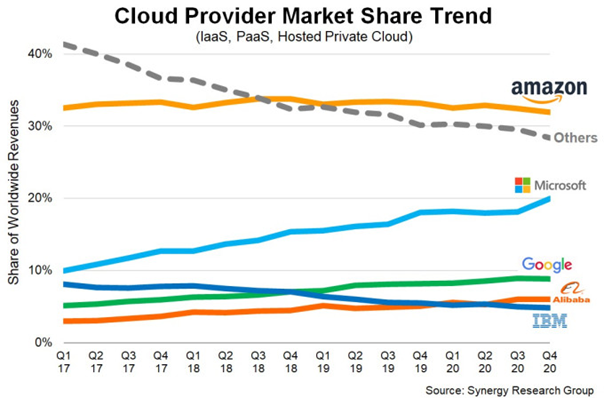 Cloud Provider Market Share Trend
(IaaS, PaaS, Hosted Private Cloud)
Share of Worldwide Revenues
40%
30%
20%
10%
0%
amazon
Others
Microsoft
Google
Alibaba
IBM
Q1 Q2 Q3 Q4 Q1 Q2 Q3 Q4 Q1 Q2 Q3 Q4 Q1 Q2 Q3 Q4
17 17 17 17 18 18 18 18 19 19 19 19 20 20 20 20
Source: Synergy Research Group